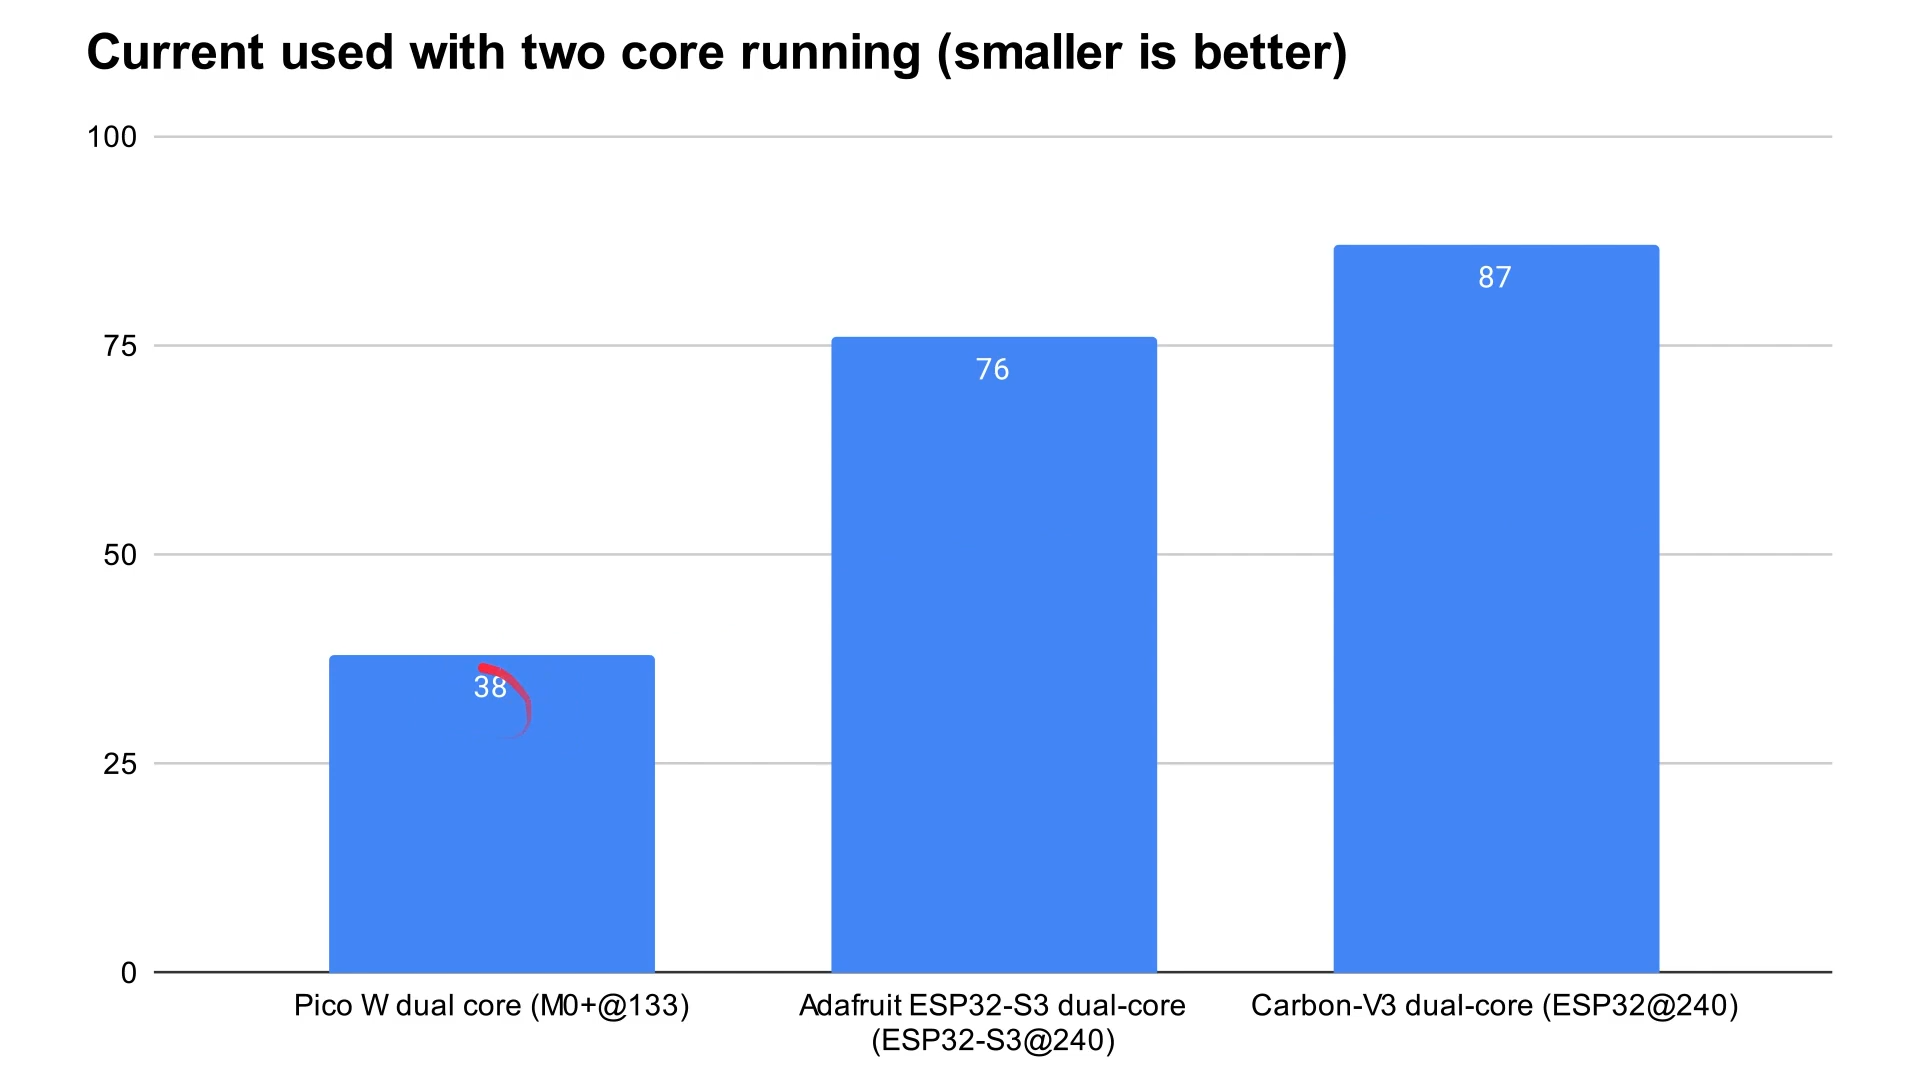 Current used with two core running (smaller is better)
100
75
50
25
0
38
76
87
Pico W dual core (M0+@133)
Adafruit ESP32-S3 dual-core
(ESP32-S3@240)
Carbon-V3 dual-core (ESP32@240)